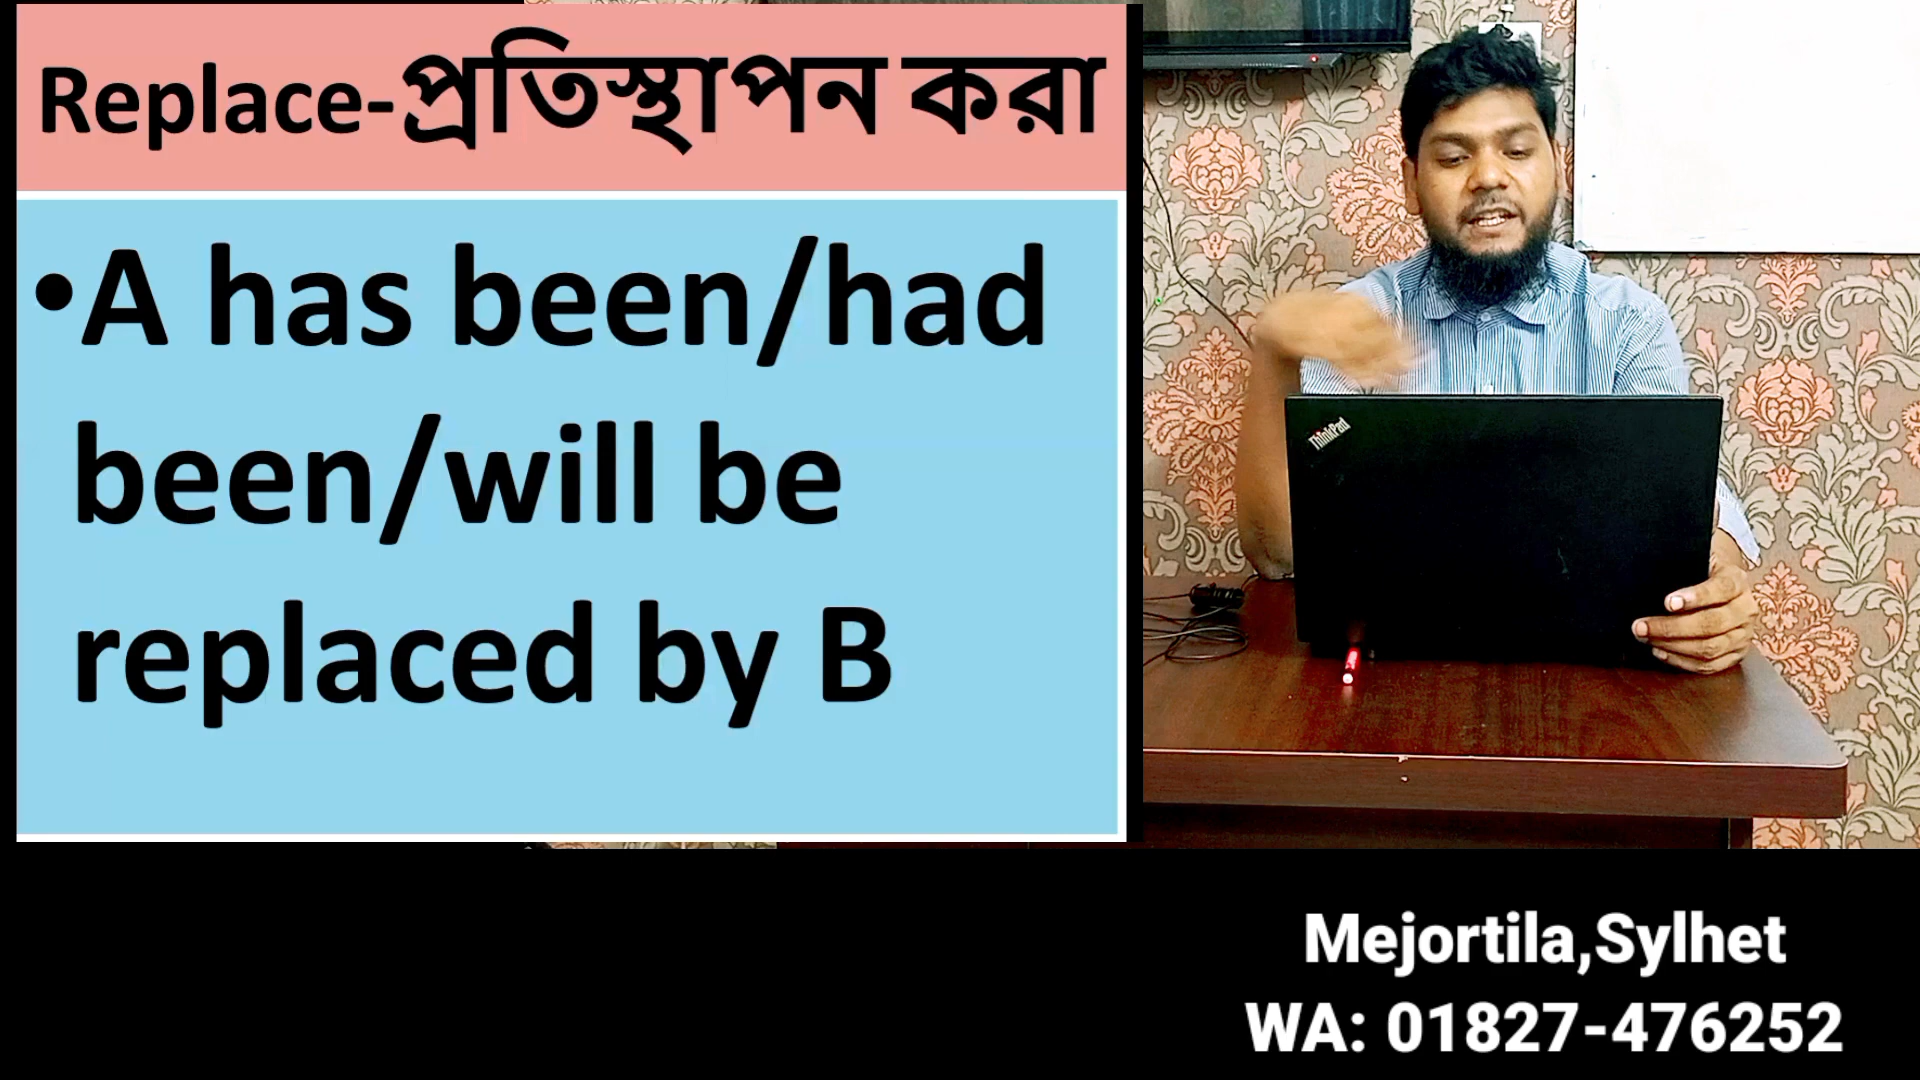 Replace-প্রতিস্থাপন করা
•A has been/had
been/will be
replaced by B
ThinkPad
Mejortila,Sylhet
WA: 01827-476252